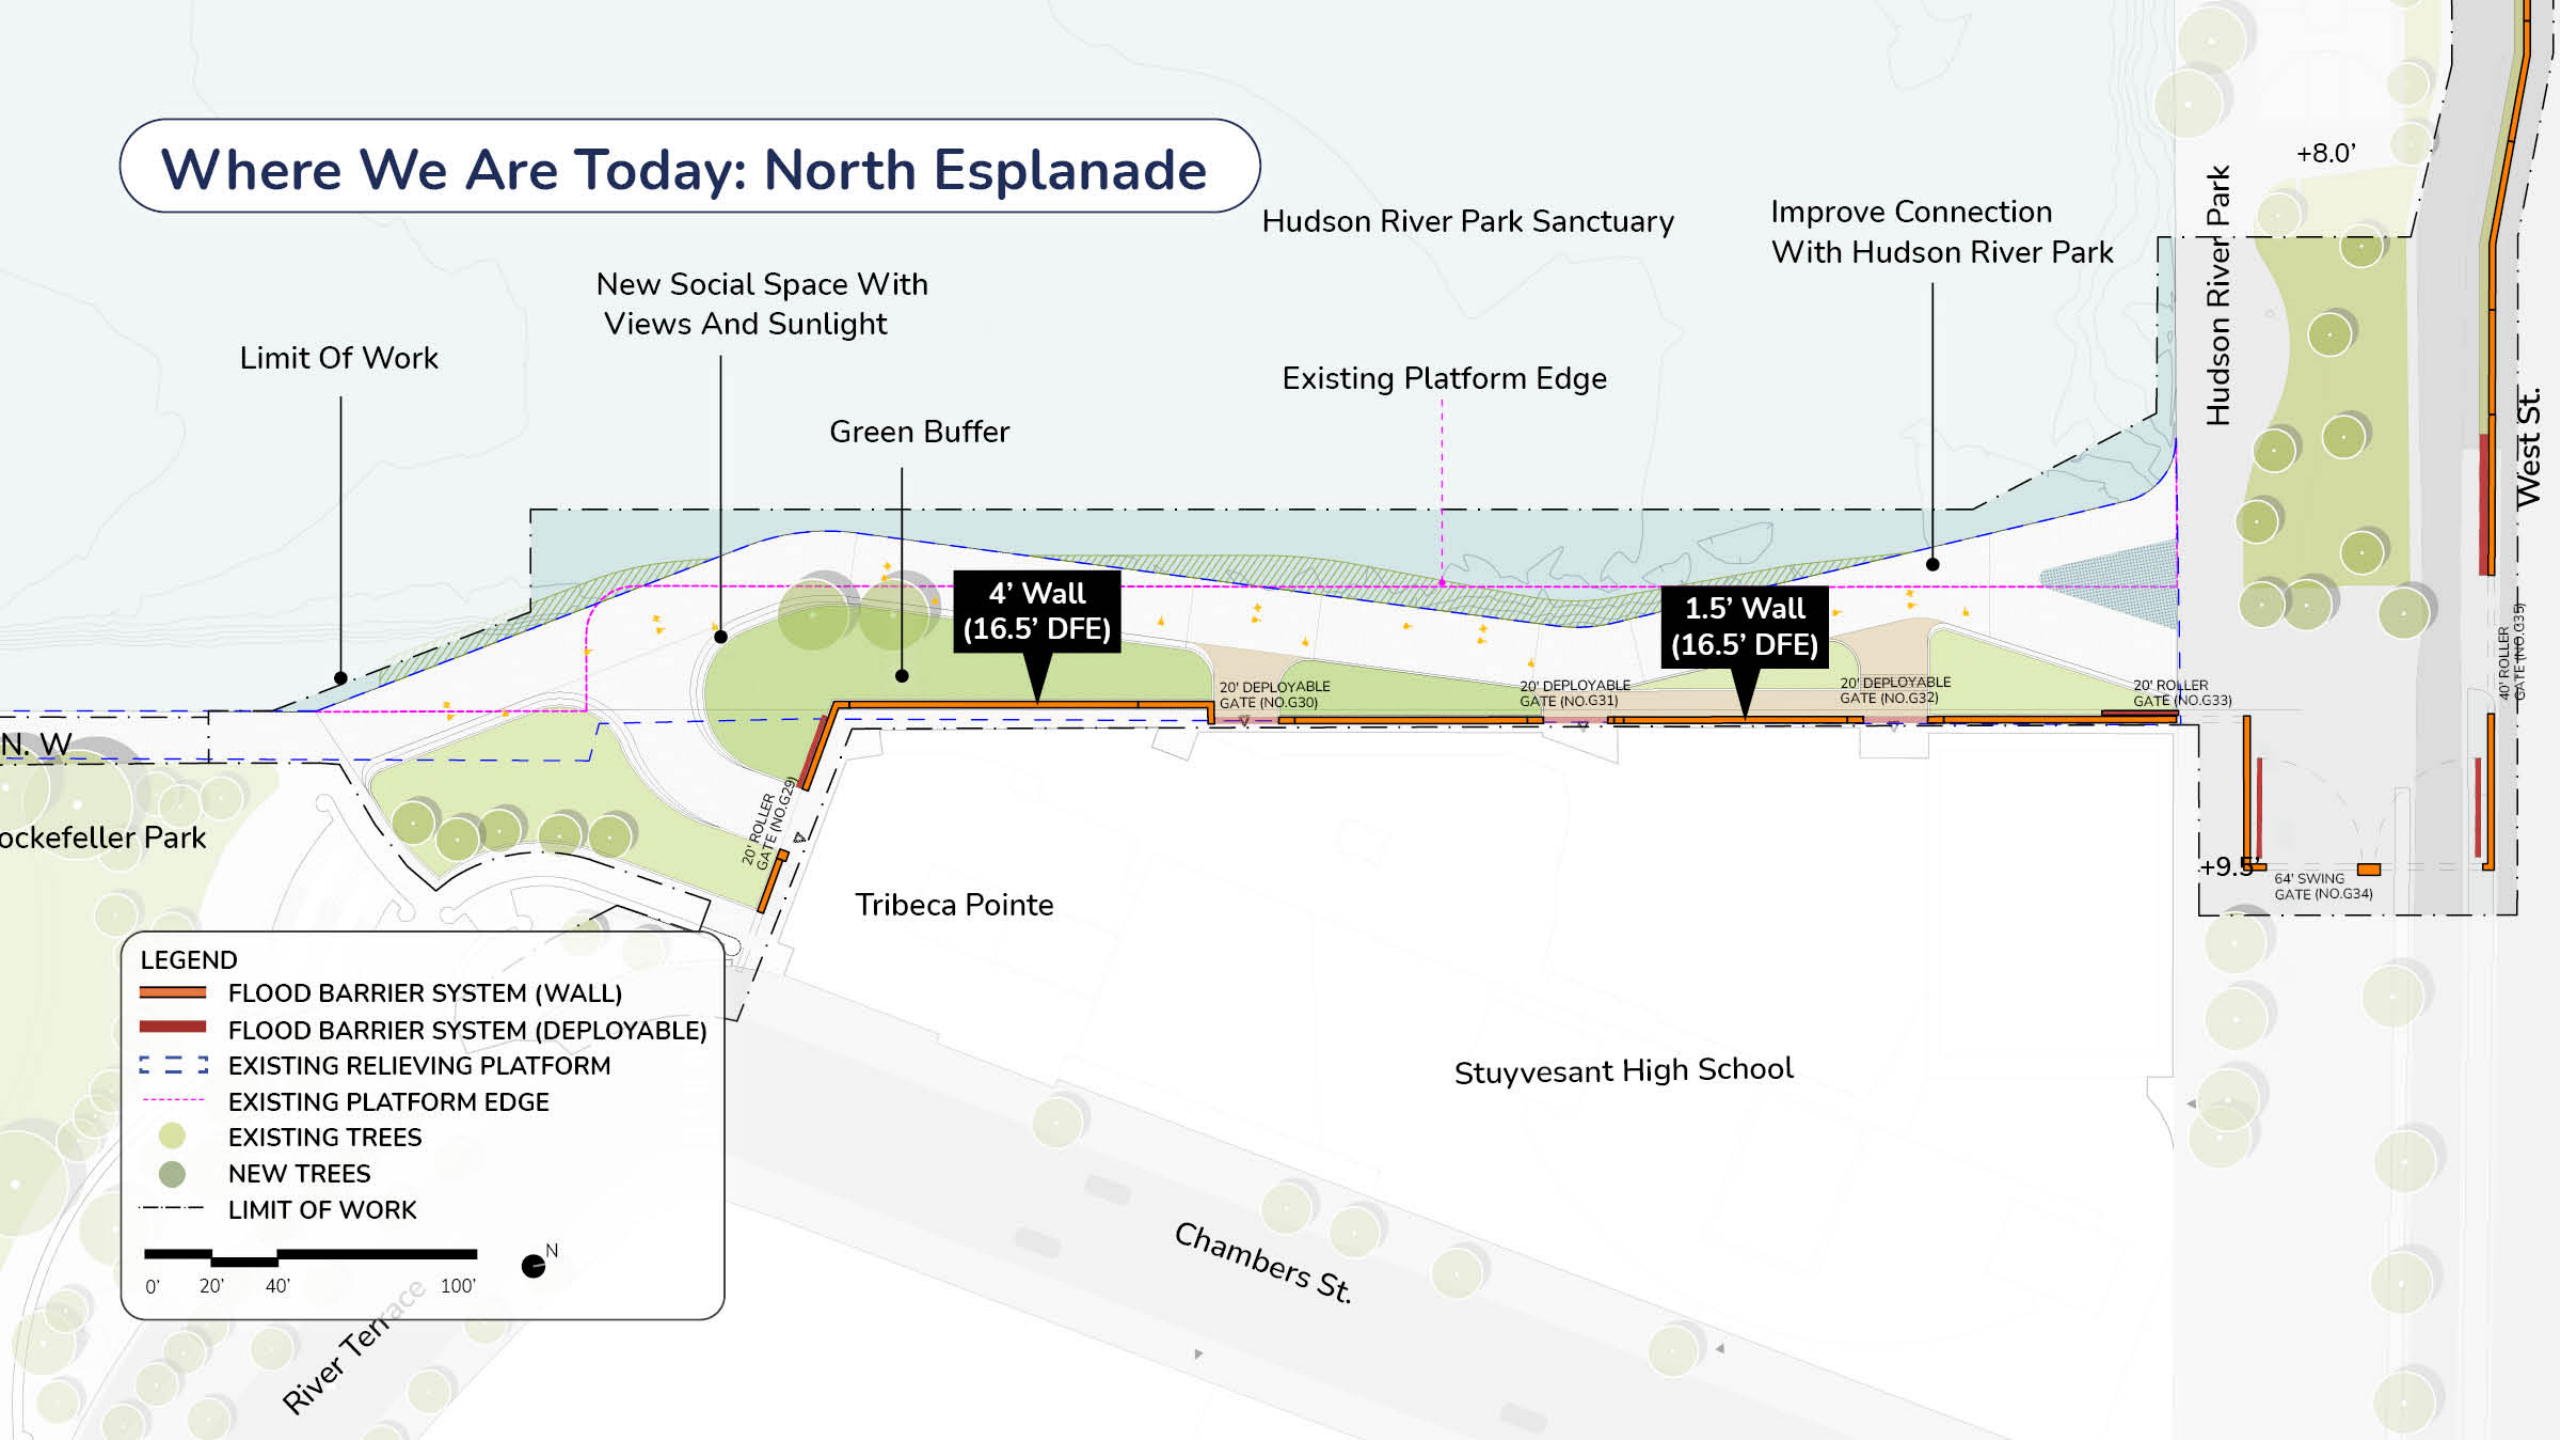 Where We Are Today: North Esplanade
+8.0’
Hudson River Park
West St.
Hudson River Park Sanctuary
Improve Connection
With Hudson River Park
New Social Space With
Views And Sunlight
Limit Of Work
Existing Platform Edge
Green Buffer
4’ Wall
(16.5’ DFE)
1.5’ Wall
(16.5’ DFE)
20' DEPLOYABLE
GATE (NO.G30)
20' DEPLOYABLE
GATE (NO.G31)
20' DEPLOYABLE
GATE (NO.G32)
20' ROLLER
GATE (NO.G33)
40' ROLLER
GATE (NO.G35)
N. W
20' ROLLER
GATE (NO.G29)
ockefeller Park
+9.5’
64' SWING
GATE (NO.G34)
Tribeca Pointe
Stuyvesant High School
Chambers St.
River Terrace
LEGEND
FLOOD BARRIER SYSTEM (WALL)
FLOOD BARRIER SYSTEM (DEPLOYABLE)
EXISTING RELIEVING PLATFORM
EXISTING PLATFORM EDGE
EXISTING TREES
NEW TREES
LIMIT OF WORK
0' 20' 40' 100'
N